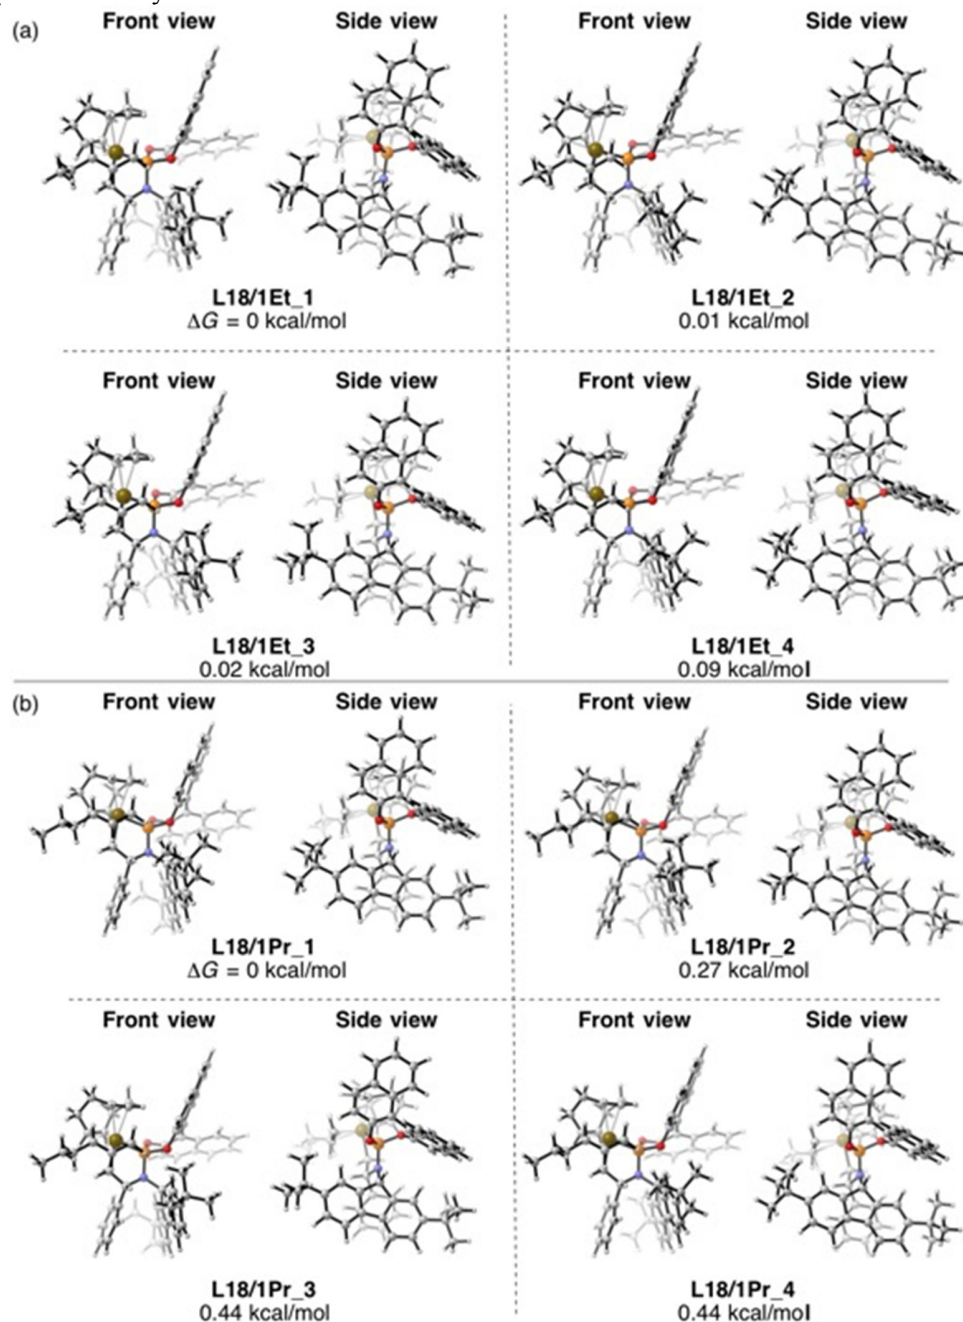 (a)
Front view Side view Front view Side view
L18/1Et_1 L18/1Et_2
ΔG = 0 kcal/mol 0.01 kcal/mol
Front view Side view Front view Side view
L18/1Et_3 L18/1Et_4
0.02 kcal/mol 0.09 kcal/mol
(b)
Front view Side view Front view Side view
L18/1Pr_1 L18/1Pr_2
ΔG = 0 kcal/mol 0.27 kcal/mol
Front view Side view Front view Side view
L18/1Pr_3 L18/1Pr_4
0.44 kcal/mol 0.44 kcal/mol